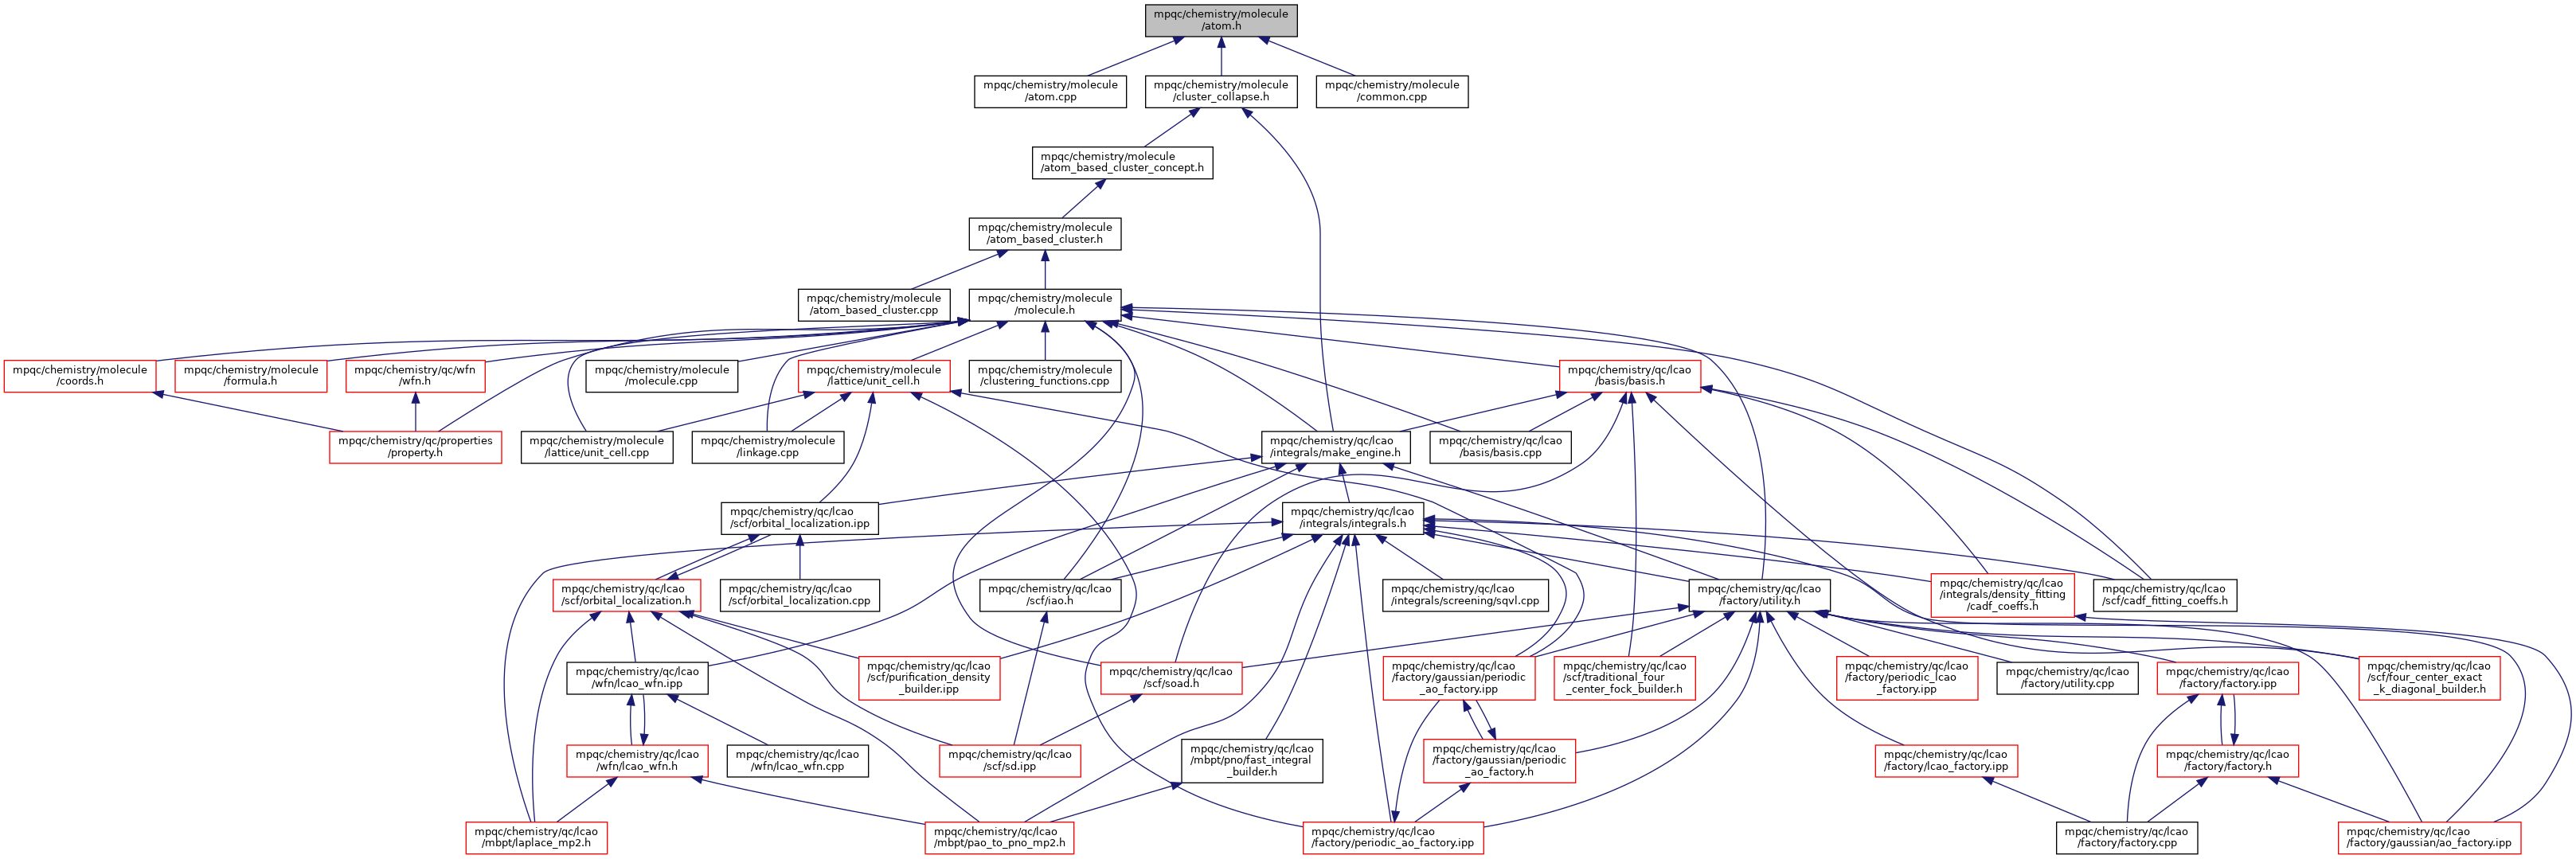 mpqc/chemistry/molecule
/atom.h
mpqc/chemistry/molecule
/atom.cpp
mpqc/chemistry/molecule
/cluster_collapse.h
mpqc/chemistry/molecule
/common.cpp
mpqc/chemistry/molecule
/atom_based_cluster_concept.h
mpqc/chemistry/molecule
/atom_based_cluster.h
mpqc/chemistry/molecule
/atom_based_cluster.cpp
mpqc/chemistry/molecule
/molecule.h
mpqc/chemistry/molecule
/coords.h
mpqc/chemistry/molecule
/formula.h
mpqc/chemistry/qc/wfn
/wfn.h
mpqc/chemistry/molecule
/molecule.cpp
mpqc/chemistry/molecule
/lattice/unit_cell.h
mpqc/chemistry/molecule
/clustering_functions.cpp
mpqc/chemistry/qc/lcao
/basis/basis.h
mpqc/chemistry/qc/properties
/property.h
mpqc/chemistry/molecule
/lattice/unit_cell.cpp
mpqc/chemistry/molecule
/linkage.cpp
mpqc/chemistry/qc/lcao
/integrals/make_engine.h
mpqc/chemistry/qc/lcao
/basis/basis.cpp
mpqc/chemistry/qc/lcao
/scf/orbital_localization.ipp
mpqc/chemistry/qc/lcao
/integrals/integrals.h
mpqc/chemistry/qc/lcao
/scf/orbital_localization.h
mpqc/chemistry/qc/lcao
/scf/orbital_localization.cpp
mpqc/chemistry/qc/lcao
/scf/iao.h
mpqc/chemistry/qc/lcao
/integrals/screening/sqvl.cpp
mpqc/chemistry/qc/lcao
/factory/utility.h
mpqc/chemistry/qc/lcao
/integrals/density_fitting
/cadf_coeffs.h
mpqc/chemistry/qc/lcao
/scf/cadf_fitting_coeffs.h
mpqc/chemistry/qc/lcao
/wfn/lcao_wfn.ipp
mpqc/chemistry/qc/lcao
/scf/purification_density
_builder.ipp
mpqc/chemistry/qc/lcao
/scf/soad.h
mpqc/chemistry/qc/lcao
/factory/gaussian/periodic
_ao_factory.ipp
mpqc/chemistry/qc/lcao
/scf/traditional_four
_center_fock_builder.h
mpqc/chemistry/qc/lcao
/factory/periodic_lcao
_factory.ipp
mpqc/chemistry/qc/lcao
/factory/utility.cpp
mpqc/chemistry/qc/lcao
/factory/factory.ipp
mpqc/chemistry/qc/lcao
/scf/four_center_exact
_k_diagonal_builder.h
mpqc/chemistry/qc/lcao
/wfn/lcao_wfn.h
mpqc/chemistry/qc/lcao
/wfn/lcao_wfn.cpp
mpqc/chemistry/qc/lcao
/scf/sd.ipp
mpqc/chemistry/qc/lcao
/mbpt/pno/fast_integral
_builder.h
mpqc/chemistry/qc/lcao
/factory/gaussian/periodic
_ao_factory.h
mpqc/chemistry/qc/lcao
/factory/lcao_factory.ipp
mpqc/chemistry/qc/lcao
/factory/factory.h
mpqc/chemistry/qc/lcao
/mbpt/laplace_mp2.h
mpqc/chemistry/qc/lcao
/mbpt/pao_to_pno_mp2.h
mpqc/chemistry/qc/lcao
/factory/periodic_ao_factory.ipp
mpqc/chemistry/qc/lcao
/factory/factory.cpp
mpqc/chemistry/qc/lcao
/factory/gaussian/ao_factory.ipp